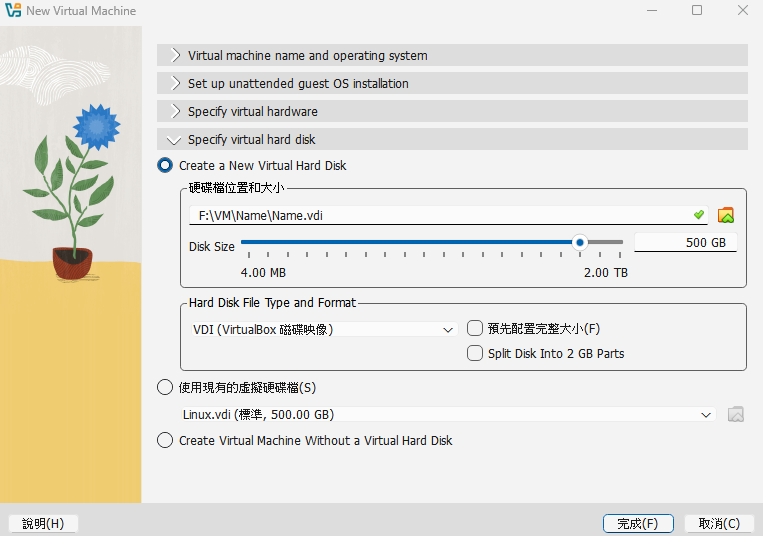 New Virtual Machine
Virtual machine name and operating system
Set up unattended guest OS installation
Specify virtual hardware
Specify virtual hard disk
Create a New Virtual Hard Disk
硬碟檔位置和大小
F:\VM\Name\Name.vdi
Disk Size
500 GB
4.00 MB
2.00 TB
Hard Disk File Type and Format
VDI (VirtualBox 磁碟映像)
預先配置完整大小(F)
Split Disk Into 2 GB Parts
使用現有的虛擬硬碟檔(S)
Linux.vdi (標準, 500.00 GB)
Create Virtual Machine Without a Virtual Hard Disk
說明(H)
完成(F)
取消(C)